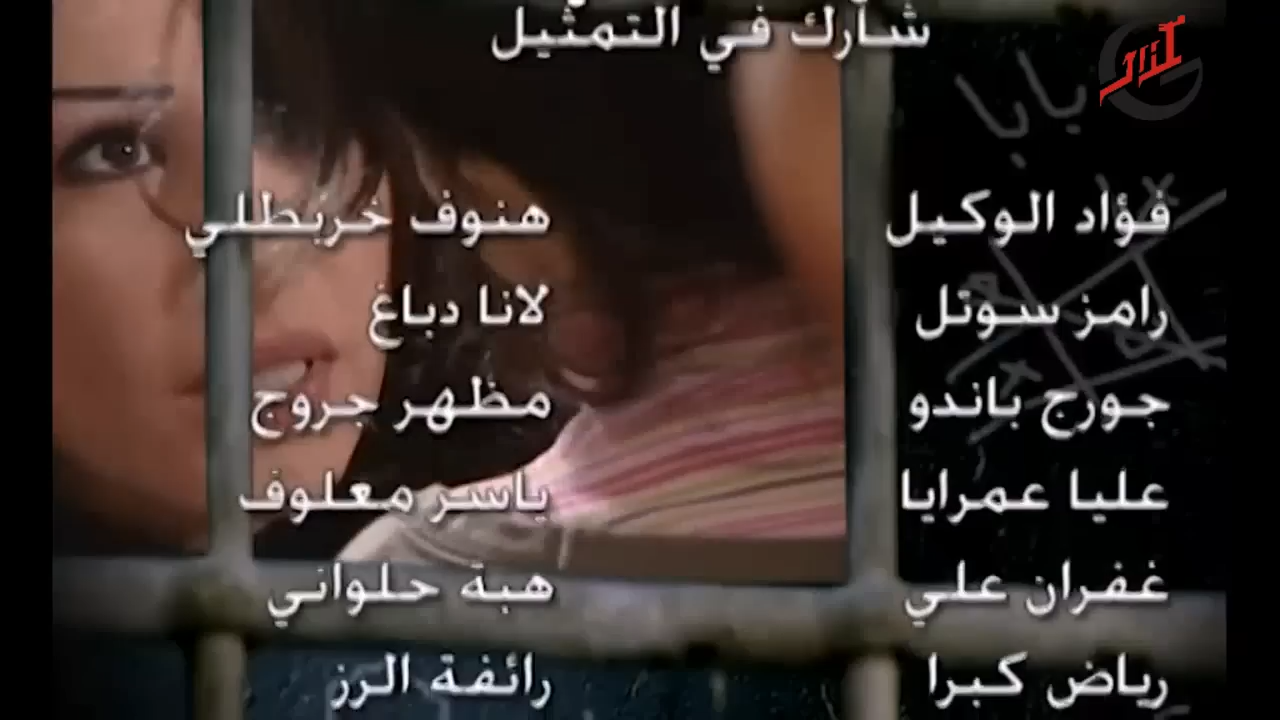 شارك في التمثيل
بابا
فؤاد الوكيل هنوف خربطلي
رامز سوتل لانا دباغ
جورج باندو مظهر جروج
عليا عمرايا ياسر معلوف
غفران علي هبة حلواني
رياض كبرا رائفة الرز